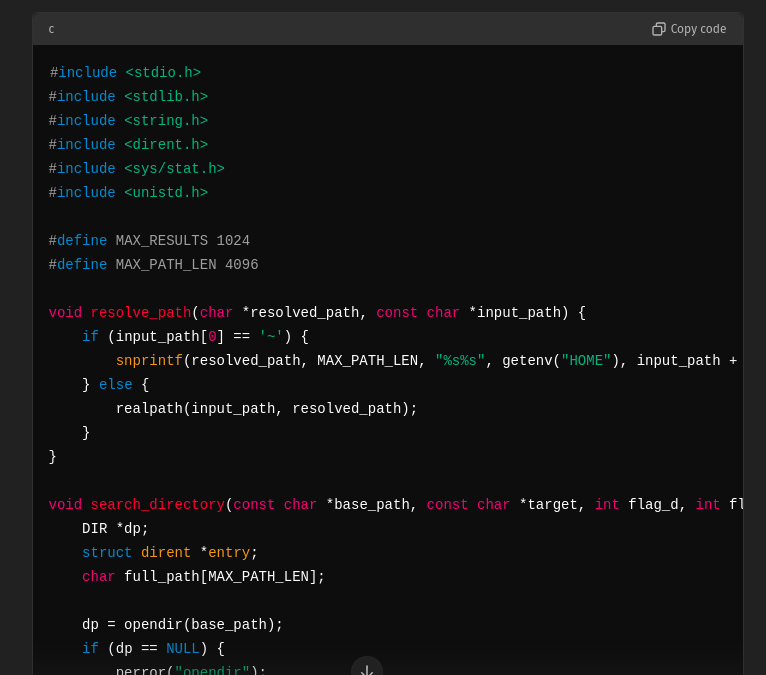 c
Copy code
#include <stdio.h>
#include <stdlib.h>
#include <string.h>
#include <dirent.h>
#include <sys/stat.h>
#include <unistd.h>
#define MAX_RESULTS 1024
#define MAX_PATH_LEN 4096
void resolve_path(char *resolved_path, const char *input_path) {
    if (input_path[0] == '~') {
        snprintf(resolved_path, MAX_PATH_LEN, "%s%s", getenv("HOME"), input_path +
    } else {
        realpath(input_path, resolved_path);
    }
}
void search_directory(const char *base_path, const char *target, int flag_d, int
    DIR *dp;
    struct dirent *entry;
    char full_path[MAX_PATH_LEN];
    dp = opendir(base_path);
    if (dp == NULL) {
        perror("opendir");